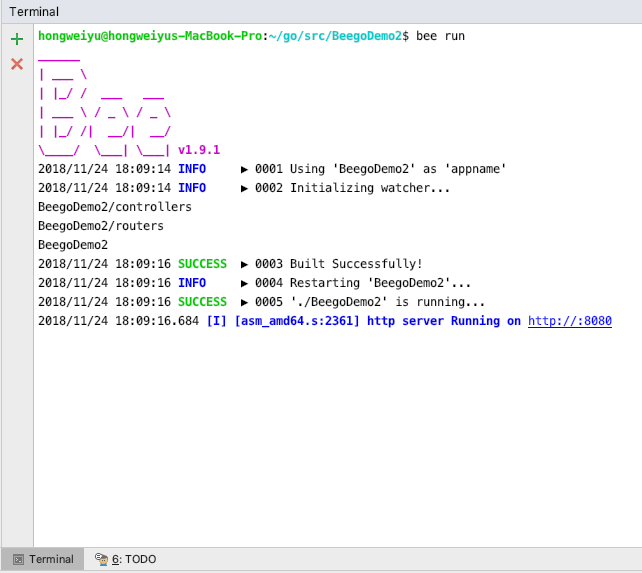 Terminal
hongweiyu@hongweiyus-MacBook-Pro:~/go/src/BeegoDemo2$ bee run
______
| ___ \
| |_/ /  ___   ___
| ___ \ / _ \ / _ \
| |_/ /|  __/|  __/
\____/  \___| \___| v1.9.1
2018/11/24 18:09:14 INFO     ▶ 0001 Using 'BeegoDemo2' as 'appname'
2018/11/24 18:09:14 INFO     ▶ 0002 Initializing watcher...
BeegoDemo2/controllers
BeegoDemo2/routers
BeegoDemo2
2018/11/24 18:09:16 SUCCESS  ▶ 0003 Built Successfully!
2018/11/24 18:09:16 INFO     ▶ 0004 Restarting 'BeegoDemo2'...
2018/11/24 18:09:16 SUCCESS  ▶ 0005 './BeegoDemo2' is running...
2018/11/24 18:09:16.684 [I] [asm_amd64.s:2361] http server Running on http://:8080
Terminal 6: TODO